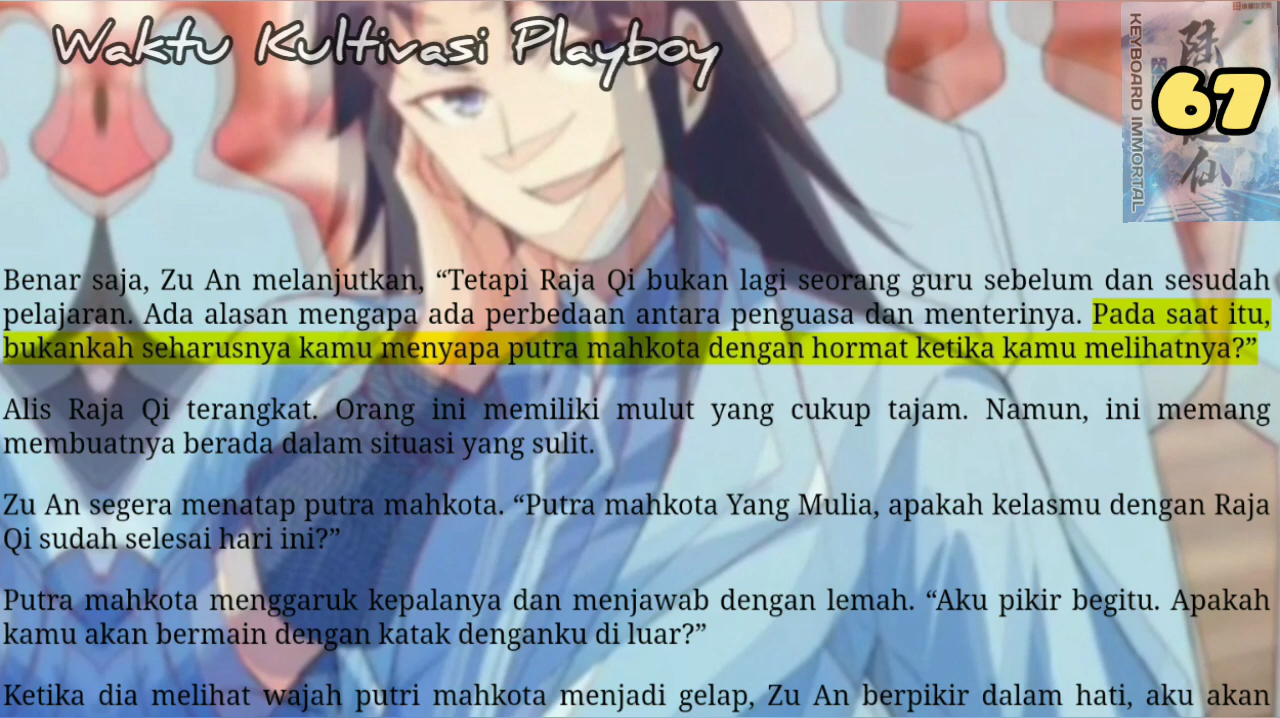 Waktu Kultivasi Playboy
67
KEYBOARD IMMORTAL
仙
Benar saja, Zu An melanjutkan, “Tetapi Raja Qi bukan lagi seorang guru sebelum dan sesudah
pelajaran. Ada alasan mengapa ada perbedaan antara penguasa dan menterinya. Pada saat itu,
bukankah seharusnya kamu menyapa putra mahkota dengan hormat ketika kamu melihatnya?”
Alis Raja Qi terangkat. Orang ini memiliki mulut yang cukup tajam. Namun, ini memang
membuatnya berada dalam situasi yang sulit.
Zu An segera menatap putra mahkota. “Putra mahkota Yang Mulia, apakah kelasmu dengan Raja
Qi sudah selesai hari ini?”
Putra mahkota menggaruk kepalanya dan menjawab dengan lemah. “Aku pikir begitu. Apakah
kamu akan bermain dengan katak denganku di luar?”
Ketika dia melihat wajah putri mahkota menjadi gelap, Zu An berpikir dalam hati, aku akan